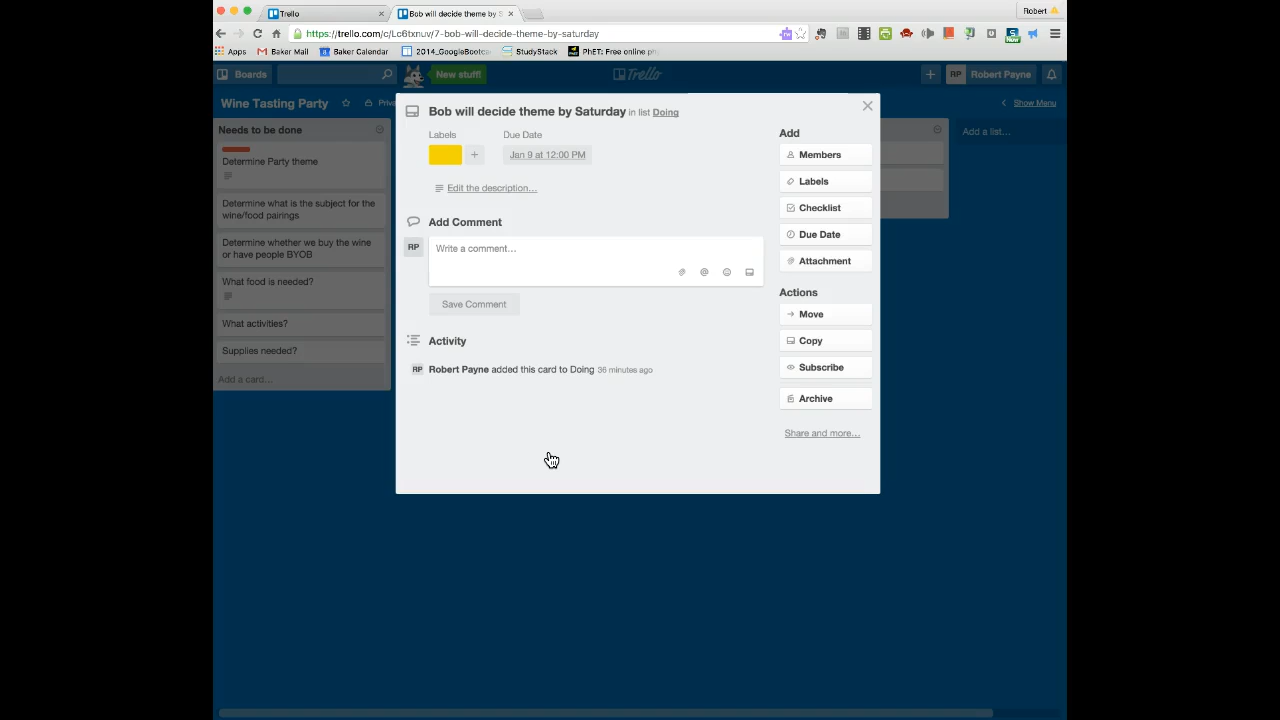 Trello
Bob will decide theme by S
Robert
https://trello.com/c/Lc6txnuv/7-bob-will-decide-theme-by-saturday
Apps
Baker Mail
Baker Calendar
2014_GoogleBootca
StudyStack
PhET: Free online ph
Boards
New stuff!
Trello
RP
Robert Payne
Wine Tasting Party
Priva
Show Menu
Needs to be done
Determine Party theme
Determine what is the subject for the
wine/food pairings
Determine whether we buy the wine
or have people BYOB
What food is needed?
What activities?
Supplies needed?
Add a card…
Bob will decide theme by Saturday in list Doing
Labels
Due Date
+
Jan 9 at 12:00 PM
Edit the description…
Add Comment
RP
Write a comment…
Save Comment
Activity
RP Robert Payne added this card to Doing 36 minutes ago
Add
Members
Labels
Checklist
Due Date
Attachment
Actions
Move
Copy
Subscribe
Archive
Share and more…
Add a list…